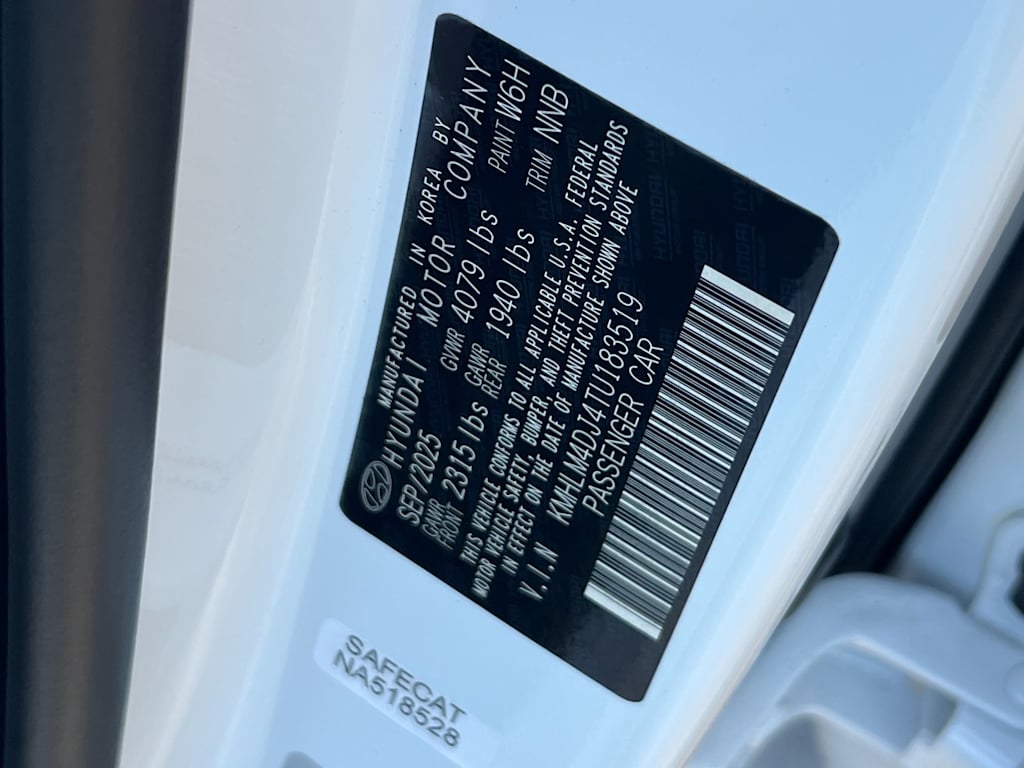 MANUFACTURED IN KOREA BY
HYUNDAI MOTOR COMPANY
SEP/2025 GVWR 4079 lbs PAINT W6H
GAWR FRONT 2315 lbs GAWR REAR 1940 lbs TRIM NNB
THIS VEHICLE CONFORMS TO ALL APPLICABLE U.S.A. FEDERAL
MOTOR VEHICLE SAFETY, BUMPER, AND THEFT PREVENTION STANDARDS
IN EFFECT ON THE DATE OF MANUFACTURE SHOWN ABOVE
V.I.N KMHLM4DJ4TU183519
PASSENGER CAR
HYUNDAI
SAFECAT
NA518528